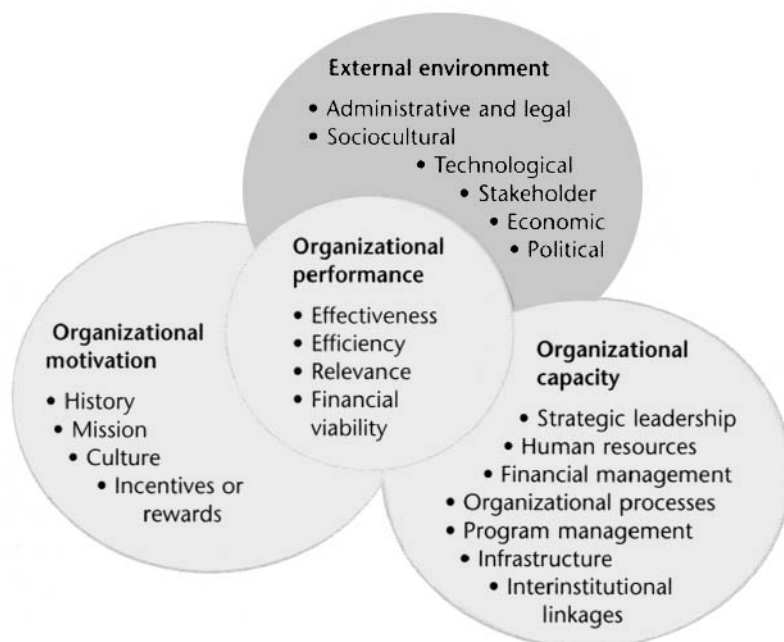 External environment
• Administrative and legal
• Sociocultural
• Technological
• Stakeholder
• Economic
• Political
Organizational
performance
• Effectiveness
• Efficiency
• Relevance
• Financial
viability
Organizational
motivation
• History
• Mission
• Culture
• Incentives or
rewards
Organizational
capacity
• Strategic leadership
• Human resources
• Financial management
• Organizational processes
• Program management
• Infrastructure
• Interinstitutional
linkages